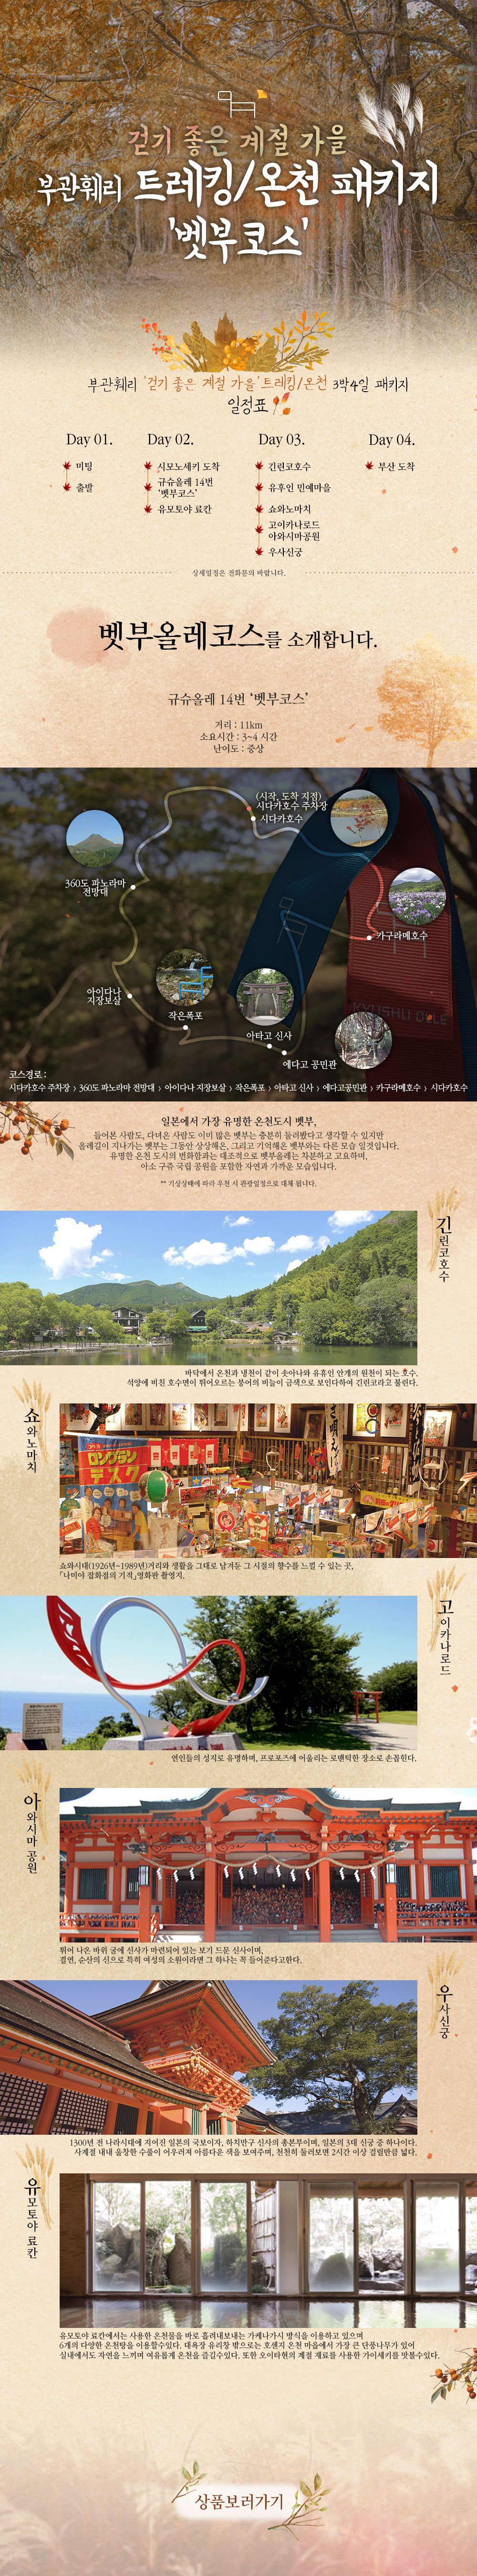 걷기 좋은 계절 가을
부관훼리 트레킹/온천 패키지
'벳부코스'
부관훼리 '걷기 좋은 계절 가을' 트레킹/온천 3박4일 패키지
일정표
Day 01.
미팅
출발
Day 02.
시모노세키 도착
규슈올레 14번
'벳부코스'
유모토야 료칸
Day 03.
긴린코호수
유후인 민예마을
쇼와노마치
고이카나로드
아와시마공원
우사신궁
Day 04.
부산 도착
상세일정은 전화문의 바랍니다.
벳부올레코스를 소개합니다.
규슈올레 14번 '벳부코스'
거리 : 11km
소요시간 : 3~4 시간
난이도 : 중상
(시작, 도착 지점)
시다카호수 주차장
시다카호수
360도 파노라마
전망대
카구라메호수
아이다나
지장보살
작은폭포
아타고 신사
에다고 공민관
KYUSHU OLLE
코스경로 :
시다카호수 주차장 > 360도 파노라마 전망대 > 아이다나 지장보살 > 작은폭포 > 아타고 신사 > 에다고공민관 > 카구라메호수 > 시다카호수
일본에서 가장 유명한 온천도시 벳부,
들어본 사람도, 다녀온 사람도 이미 많은 벳부는 충분히 둘러봤다고 생각할 수 있지만
올레길이 지나가는 벳부는 그동안 상상해온, 그리고 기억해온 벳부와는 다른 모습 일것입니다.
유명한 온천 도시의 번화함과는 대조적으로 벳부올레는 차분하고 고요하며,
아소 구쥬 국립 공원을 포함한 자연과 가까운 모습입니다.
** 기상상태에 따라 우천 시 관광일정으로 대체 됩니다.
긴린코호수
바닥에서 온천과 냉천이 같이 솟아나와 유휴인 안개의 원천이 되는 호수.
석양에 비친 호수면이 뛰어오르는 붕어의 비늘이 금색으로 보인다하여 긴린코라고 불린다.
쇼와노마치
쇼와시대(1926년~1989년)거리와 생활을 그대로 남겨둔 그 시절의 향수를 느낄 수 있는 곳,
「나미야 잡화점의 기적」영화판 촬영지.
고이카나로드
연인들의 성지로 유명하며, 프로포즈에 어울리는 로맨틱한 장소로 손꼽힌다.
아와시마 공원
튀어 나온 바위 굴에 신사가 마련되어 있는 보기 드문 신사이며,
결연, 순산의 신으로 특히 여성의 소원이라면 그 하나는 꼭 들어준다고한다.
우사신궁
1300년 전 나라시대에 지어진 일본의 국보이자, 하치만구 신사의 총본부이며, 일본의 3대 신궁 중 하나이다.
사계절 내내 울창한 수풀이 어우러져 아름다운 색을 보여주며, 천천히 둘러보면 2시간 이상 걸릴만큼 넓다.
유모토야 료칸
유모토야 료칸에서는 사용한 온천물을 바로 흘려내보내는 가케나가시 방식을 이용하고 있으며
6개의 다양한 온천탕을 이용할수있다. 대욕장 유리창 밖으로는 호센지 온천 마을에서 가장 큰 단풍나무가 있어
실내에서도 자연을 느끼며 여유롭게 온천을 즐길수있다. 또한 오이타현의 제철 재료를 사용한 가이세키를 맛볼수있다.
상품보러가기